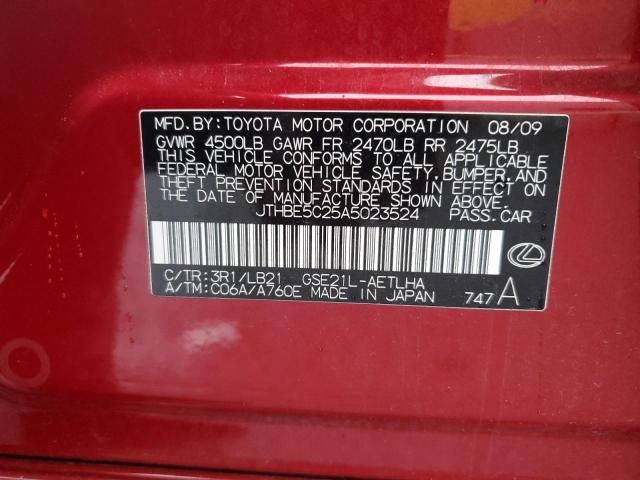 MFD. BY: TOYOTA MOTOR CORPORATION 08/09
GVWR 4500LB GAWR FR 2470LB RR 2475LB
THIS VEHICLE CONFORMS TO ALL APPLICABLE
FEDERAL MOTOR VEHICLE SAFETY, BUMPER, AND
THEFT PREVENTION STANDARDS IN EFFECT ON
THE DATE OF MANUFACTURE SHOWN ABOVE.
JTHBE5C25A5023524 PASS. CAR
C/TR: 3R1/LB21 GSE21L-AETLHA
A/TM: C06A/A760E MADE IN JAPAN 747 A